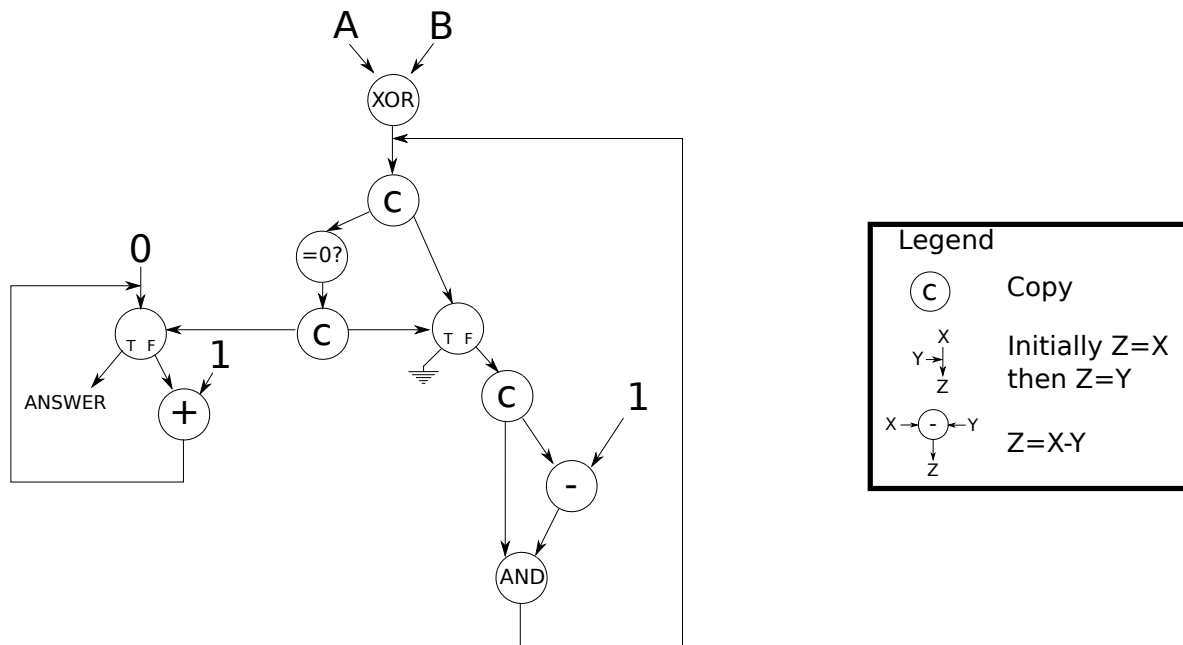 A B
XOR
C
=0?
0
T F
C
T F
1
ANSWER
+
C
1
-
AND
Legend
C Copy
X
Y
Z
Initially Z=X
then Z=Y
X - Y
Z
Z=X-Y